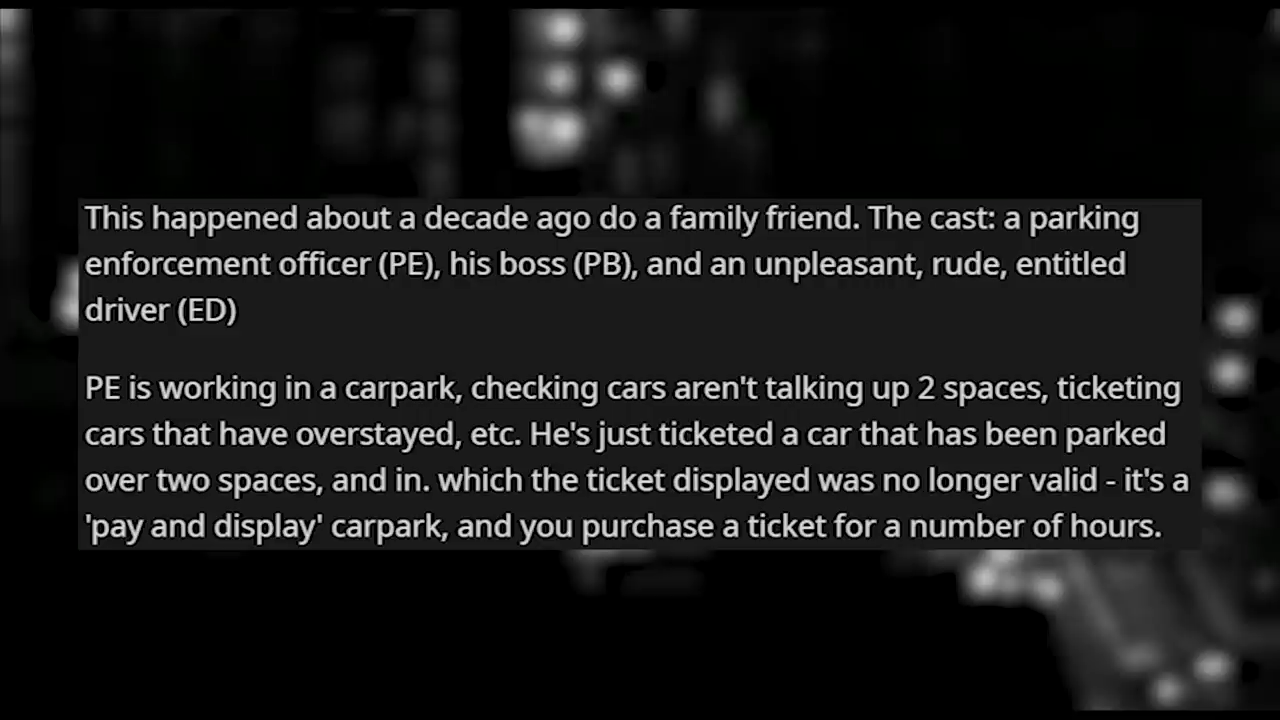 This happened about a decade ago do a family friend. The cast: a parking
enforcement officer (PE), his boss (PB), and an unpleasant, rude, entitled
driver (ED)
PE is working in a carpark, checking cars aren't talking up 2 spaces, ticketing
cars that have overstayed, etc. He's just ticketed a car that has been parked
over two spaces, and in. which the ticket displayed was no longer valid - it's a
'pay and display' carpark, and you purchase a ticket for a number of hours.